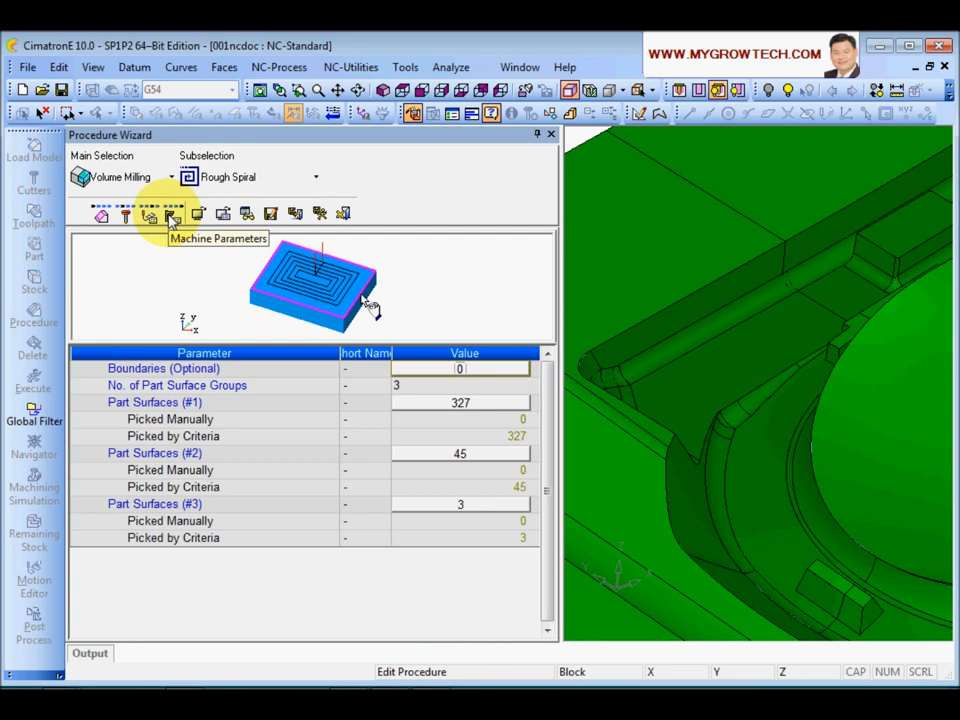 CimatronE 10.0 - SP1P2 64–Bit Edition - [001ncdoc : NC-Standard]
WWW.MYGROWTECH.COM
File Edit View Datum Curves Faces NC-Process NC-Utilities Tools Analyze Window Help
G54
Procedure Wizard
Load Model
Cutters
Toolpath
Part
Stock
Procedure
Delete
Execute
Global Filter
Navigator
Machining
Simulation
Remaining
Stock
Motion
Editor
Post
Process
Main Selection Subselection
Volume Milling Rough Spiral
Machine Parameters
Z y
x
Parameter hort Name Value
Boundaries (Optional) - 0
No. of Part Surface Groups - 3
Part Surfaces (#1) - 327
Picked Manually - 0
Picked by Criteria - 327
Part Surfaces (#2) - 45
Picked Manually - 0
Picked by Criteria - 45
Part Surfaces (#3) - 3
Picked Manually - 0
Picked by Criteria - 3
Output
Edit Procedure Block X Y Z CAP NUM SCRL